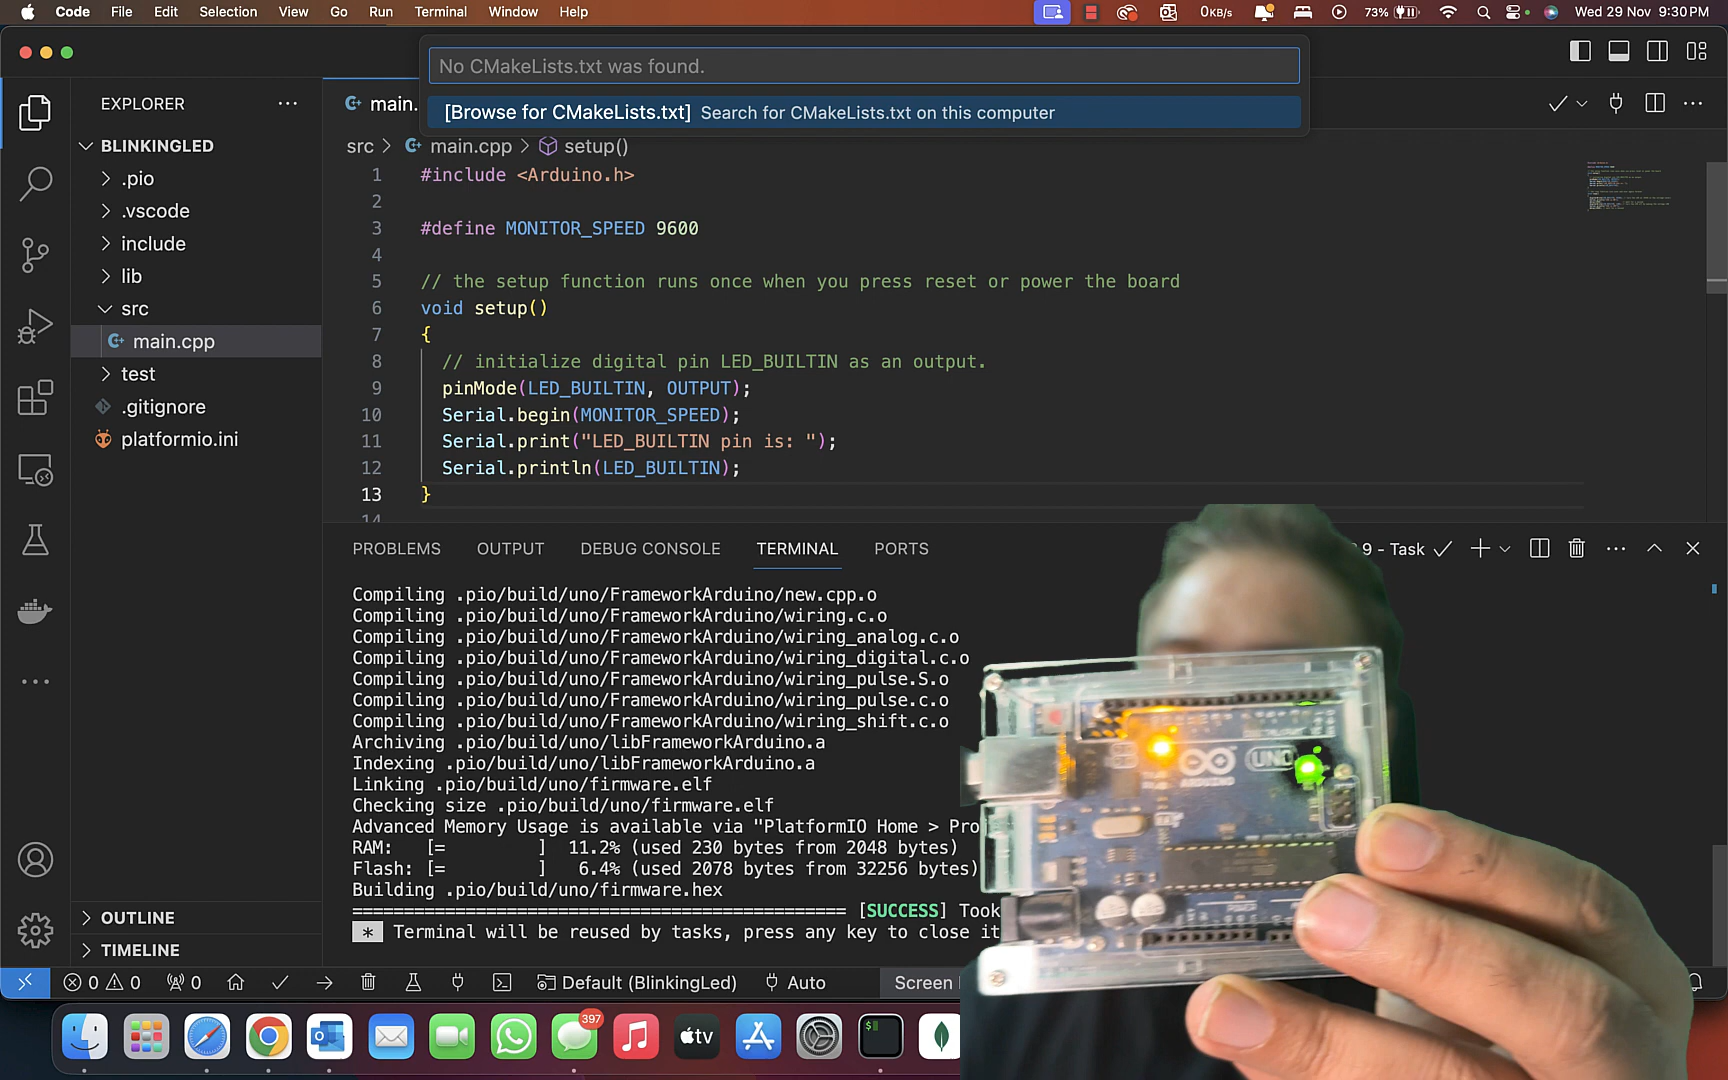 Code File Edit Selection View Go Run Terminal Window Help
0KB/s 73% Wed 29 Nov 9:30 PM
No CMakeLists.txt was found.
[Browse for CMakeLists.txt] Search for CMakeLists.txt on this computer
EXPLORER
BLINKINGLED
.pio
.vscode
include
lib
src
main.cpp
test
.gitignore
platformio.ini
OUTLINE
TIMELINE
main.
src > main.cpp > setup()
1 #include <Arduino.h>
2
3 #define MONITOR_SPEED 9600
4
5 // the setup function runs once when you press reset or power the board
6 void setup()
7 {
8 // initialize digital pin LED_BUILTIN as an output.
9 pinMode(LED_BUILTIN, OUTPUT);
10 Serial.begin(MONITOR_SPEED);
11 Serial.print("LED_BUILTIN pin is: ");
12 Serial.println(LED_BUILTIN);
13 }
14
PROBLEMS OUTPUT DEBUG CONSOLE TERMINAL PORTS
9 - Task
Compiling .pio/build/uno/FrameworkArduino/new.cpp.o
Compiling .pio/build/uno/FrameworkArduino/wiring.c.o
Compiling .pio/build/uno/FrameworkArduino/wiring_analog.c.o
Compiling .pio/build/uno/FrameworkArduino/wiring_digital.c.o
Compiling .pio/build/uno/FrameworkArduino/wiring_pulse.S.o
Compiling .pio/build/uno/FrameworkArduino/wiring_pulse.c.o
Compiling .pio/build/uno/FrameworkArduino/wiring_shift.c.o
Archiving .pio/build/uno/libFrameworkArduino.a
Indexing .pio/build/uno/libFrameworkArduino.a
Linking .pio/build/uno/firmware.elf
Checking size .pio/build/uno/firmware.elf
Advanced Memory Usage is available via "PlatformIO Home > Pro
RAM: [= ] 11.2% (used 230 bytes from 2048 bytes)
Flash: [= ] 6.4% (used 2078 bytes from 32256 bytes)
Building .pio/build/uno/firmware.hex
=============================================== [SUCCESS] Took
* Terminal will be reused by tasks, press any key to close it
UNO
0 0 0 Default (BlinkingLed) Auto Screen
397
tv